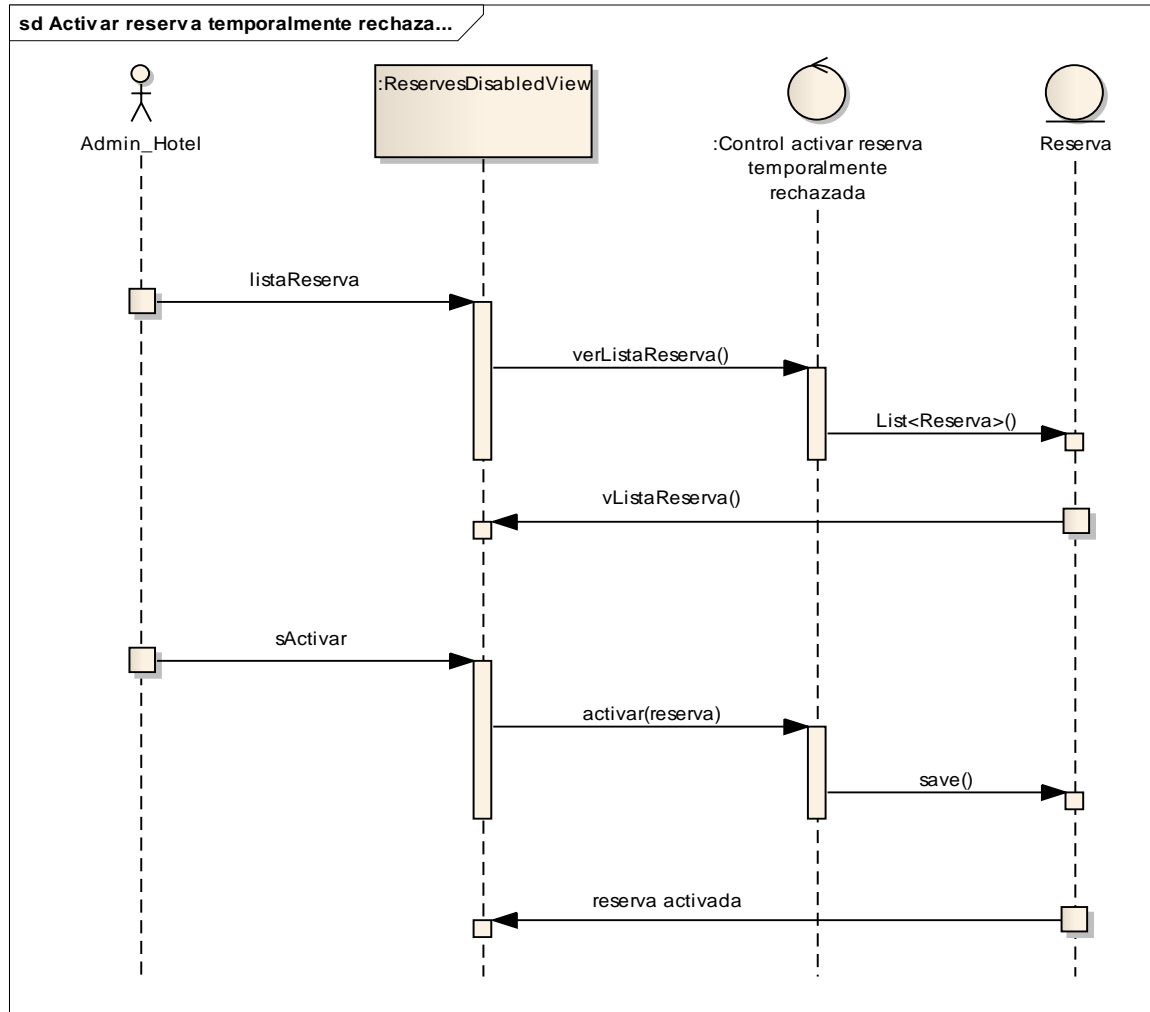 sd Activar reserva temporalmente rechaza...
Admin_Hotel
:ReservesDisabledView
:Control activar reserva
temporalmente
rechazada
Reserva
listaReserva
verListaReserva()
List<Reserva>()
vListaReserva()
sActivar
activar(reserva)
save()
reserva activada